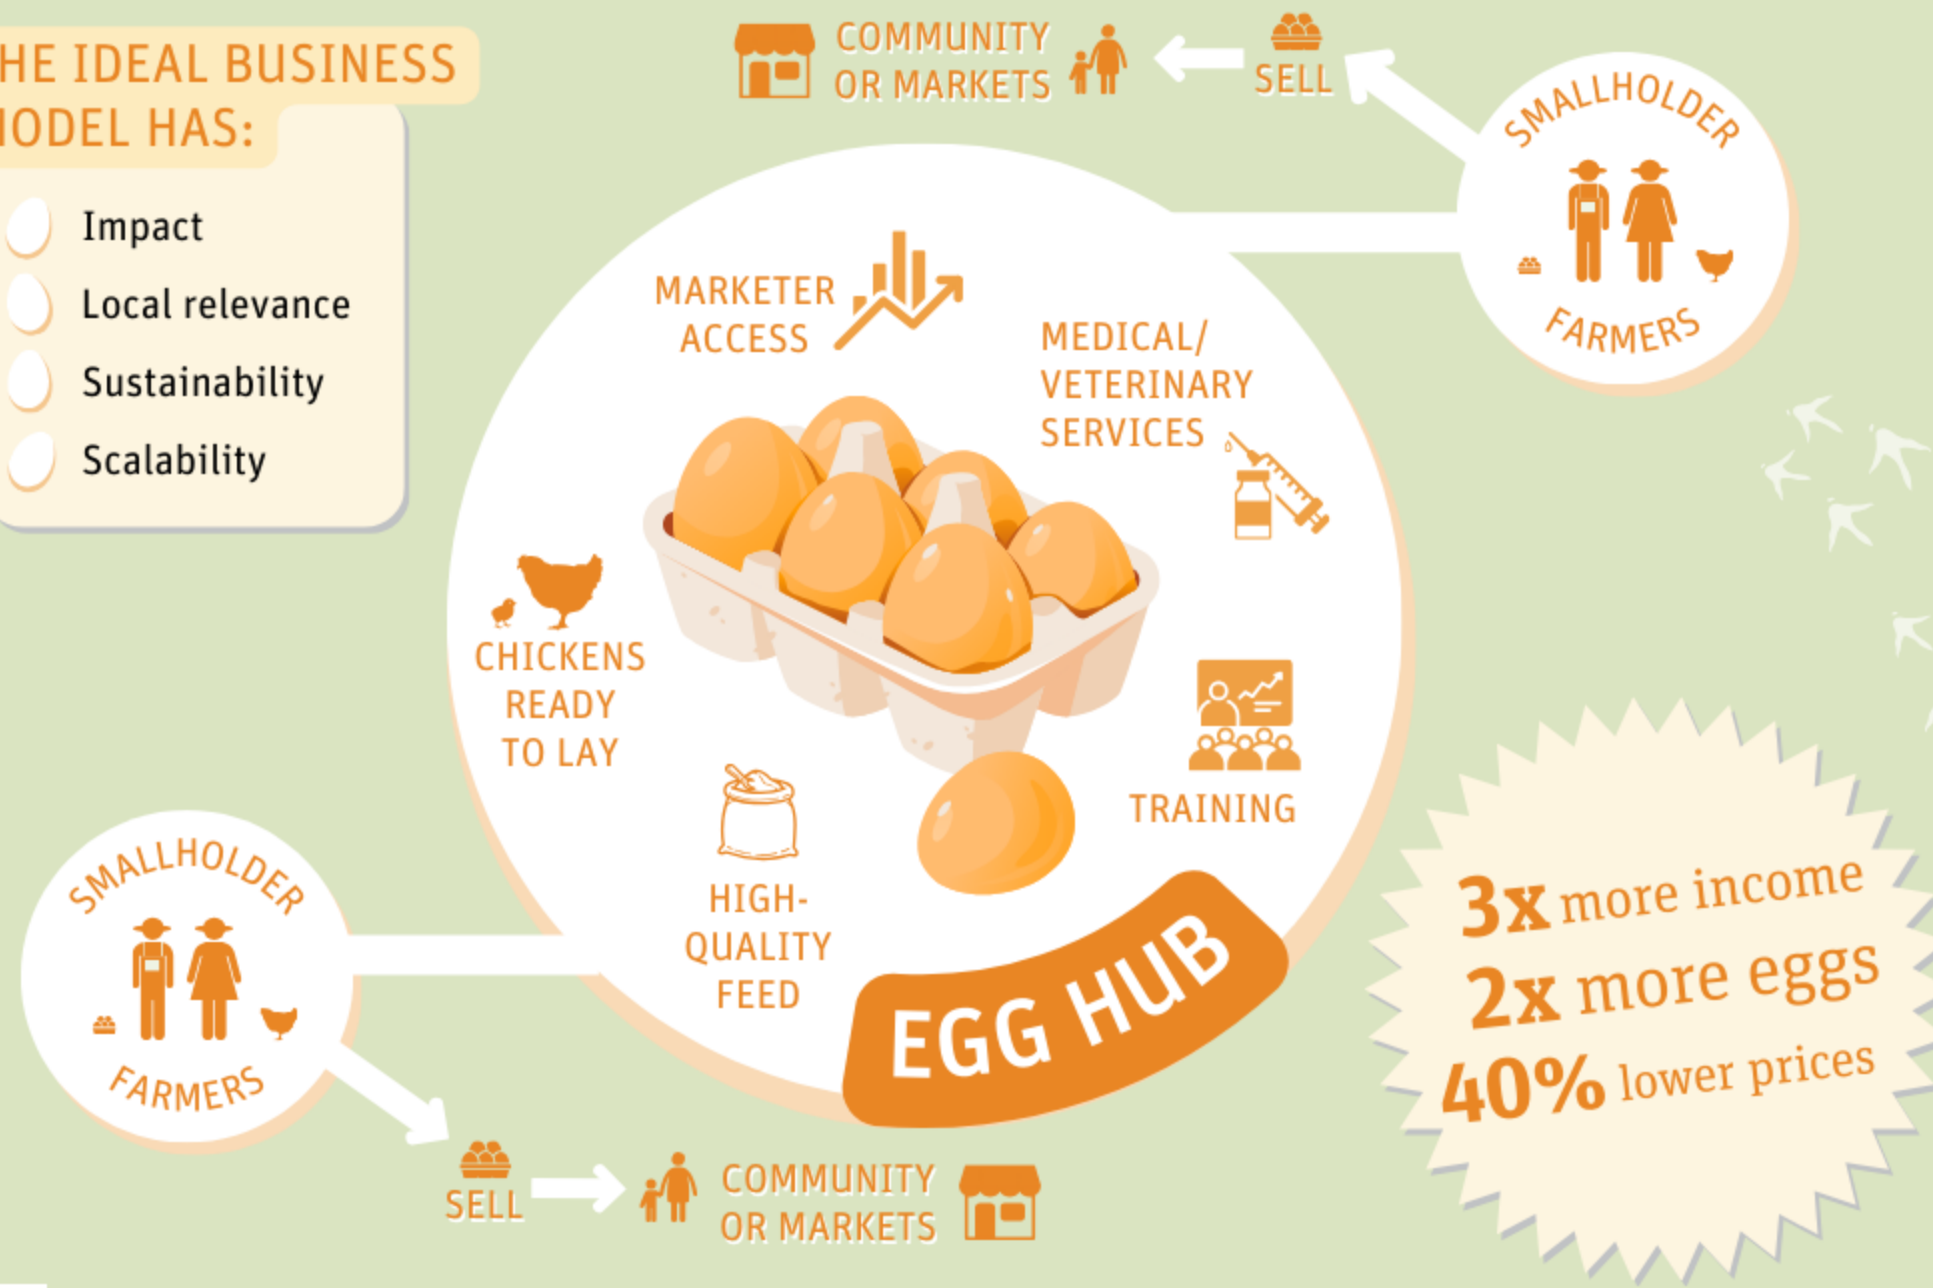 HE IDEAL BUSINESS
ODEL HAS:
Impact
Local relevance
Sustainability
Scalability
COMMUNITY
OR MARKETS
SELL
SMALLHOLDER
FARMERS
MARKETER
ACCESS
MEDICAL/
VETERINARY
SERVICES
CHICKENS
READY
TO LAY
HIGH-
QUALITY
FEED
TRAINING
EGG HUB
SMALLHOLDER
FARMERS
SELL
COMMUNITY
OR MARKETS
3x more income
2x more eggs
40% lower prices